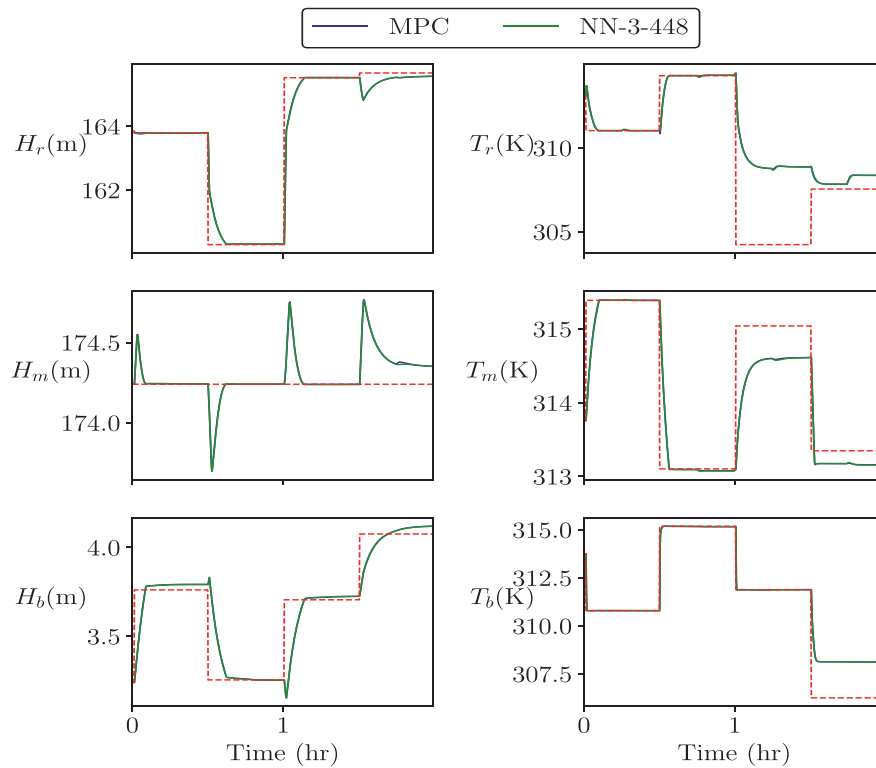 MPC NN-3-448
H_r(m)
164
162
T_r(K)
310
305
H_m(m)
174.5
174.0
T_m(K)
315
314
313
H_b(m)
4.0
3.5
0 1
Time (hr)
T_b(K)
315.0
312.5
310.0
307.5
0 1
Time (hr)